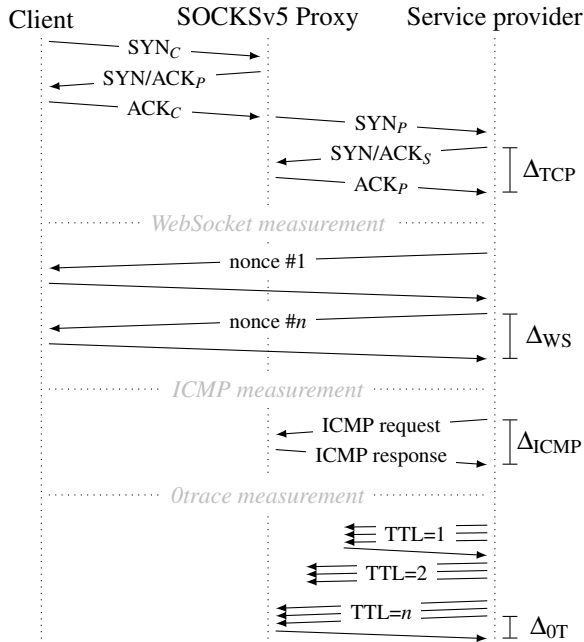 Client SOCKSv5 Proxy Service provider
SYN_C
SYN/ACK_P
ACK_C SYN_P
SYN/ACK_S
Δ_TCP
ACK_P
WebSocket measurement
nonce #1
nonce #n
Δ_WS
ICMP measurement
ICMP request
Δ_ICMP
ICMP response
0trace measurement
TTL=1
TTL=2
TTL=n
Δ_0T